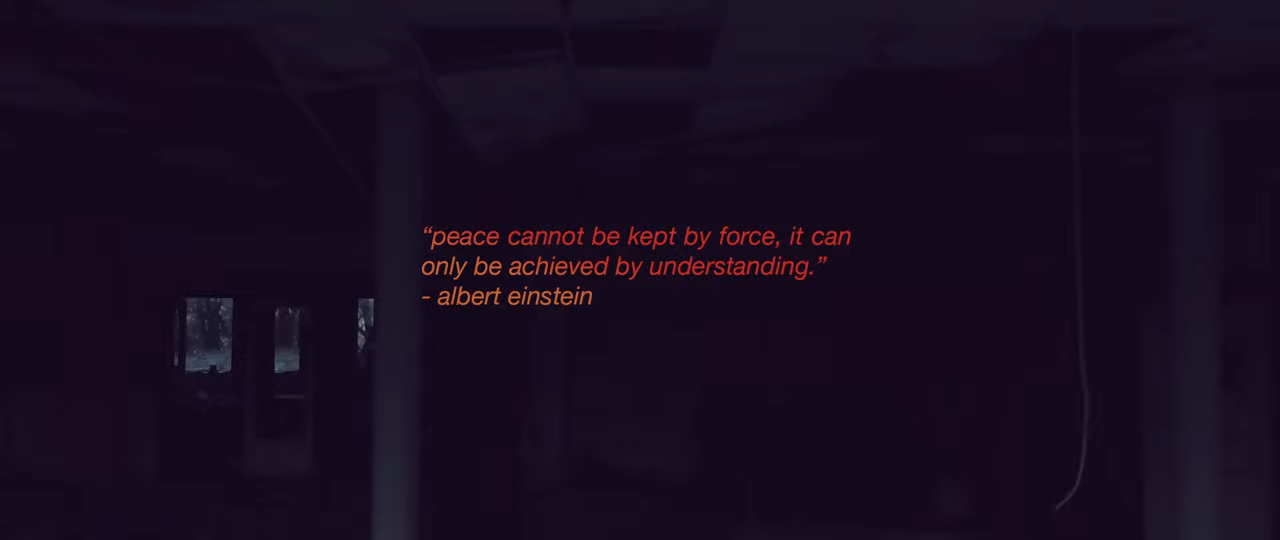 “peace cannot be kept by force, it can
only be achieved by understanding.”
- albert einstein